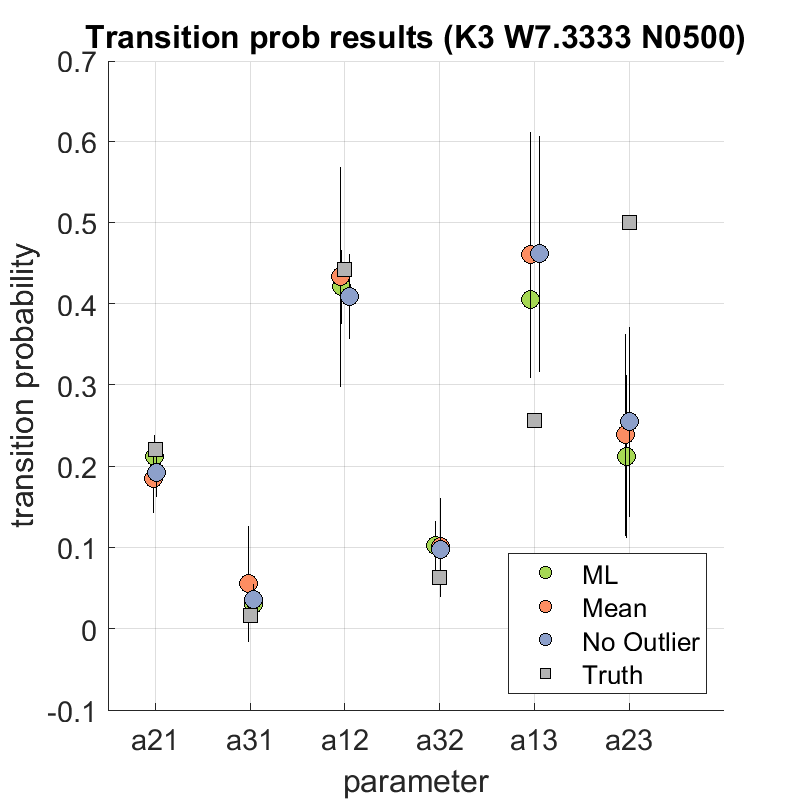 Transition prob results (K3 W7.3333 N0500)
0.7
0.6
0.5
0.4
0.3
0.2
0.1
0
-0.1
transition probability
a21 a31 a12 a32 a13 a23
parameter
ML
Mean
No Outlier
Truth